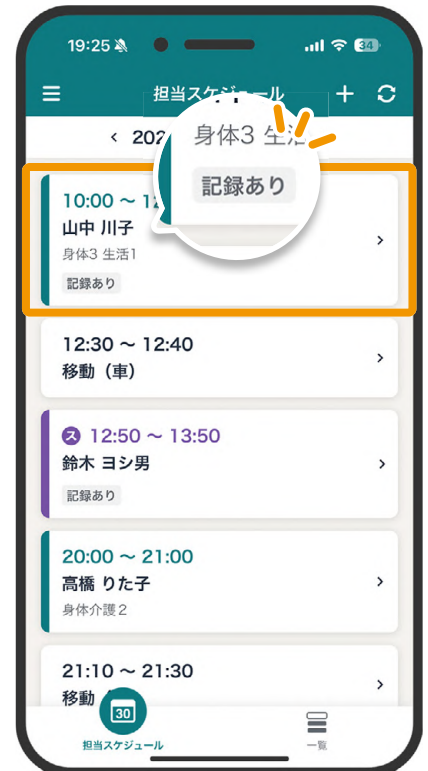 19:25
34
担当スケジュール
202
身体3 生
記録あり
10:00 ～ 1
山中 川子
身体3 生活1
記録あり
12:30 ～ 12:40
移動（車）
ス 12:50 ～ 13:50
鈴木 ヨシ男
記録あり
20:00 ～ 21:00
高橋 りた子
身体介護2
21:10 ～ 21:30
移動
30
担当スケジュール
一覧